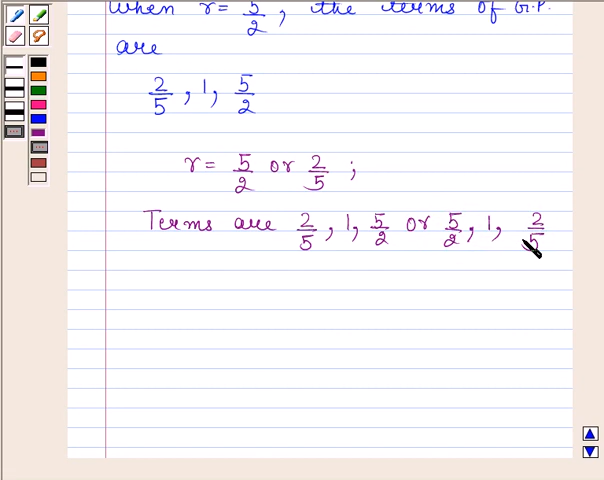 When r = 5/2, the terms of G.P.
are
2/5, 1, 5/2
r = 5/2 or 2/5 ;
Terms are 2/5, 1, 5/2 or 5/2, 1, 2/5